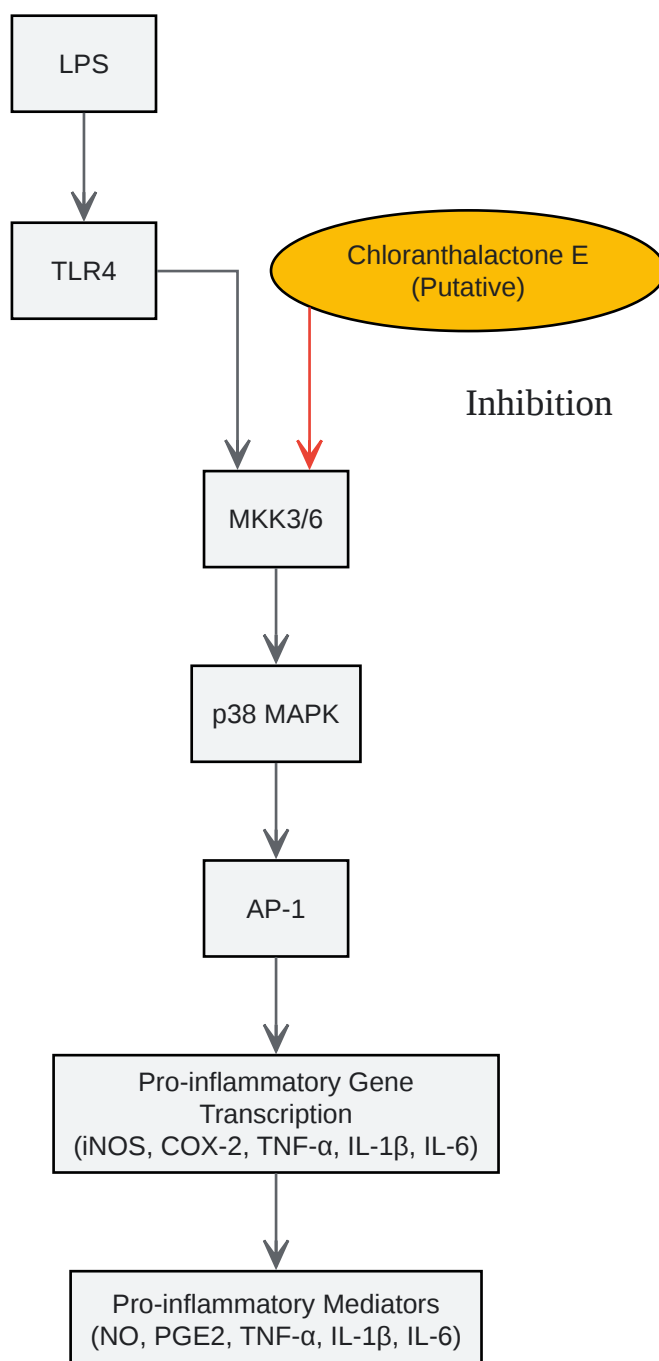 LPS
TLR4
Chloranthalactone E
(Putative)
Inhibition
MKK3/6
p38 MAPK
AP-1
Pro-inflammatory Gene
Transcription
(iNOS, COX-2, TNF-α, IL-1β, IL-6)
Pro-inflammatory Mediators
(NO, PGE2, TNF-α, IL-1β, IL-6)